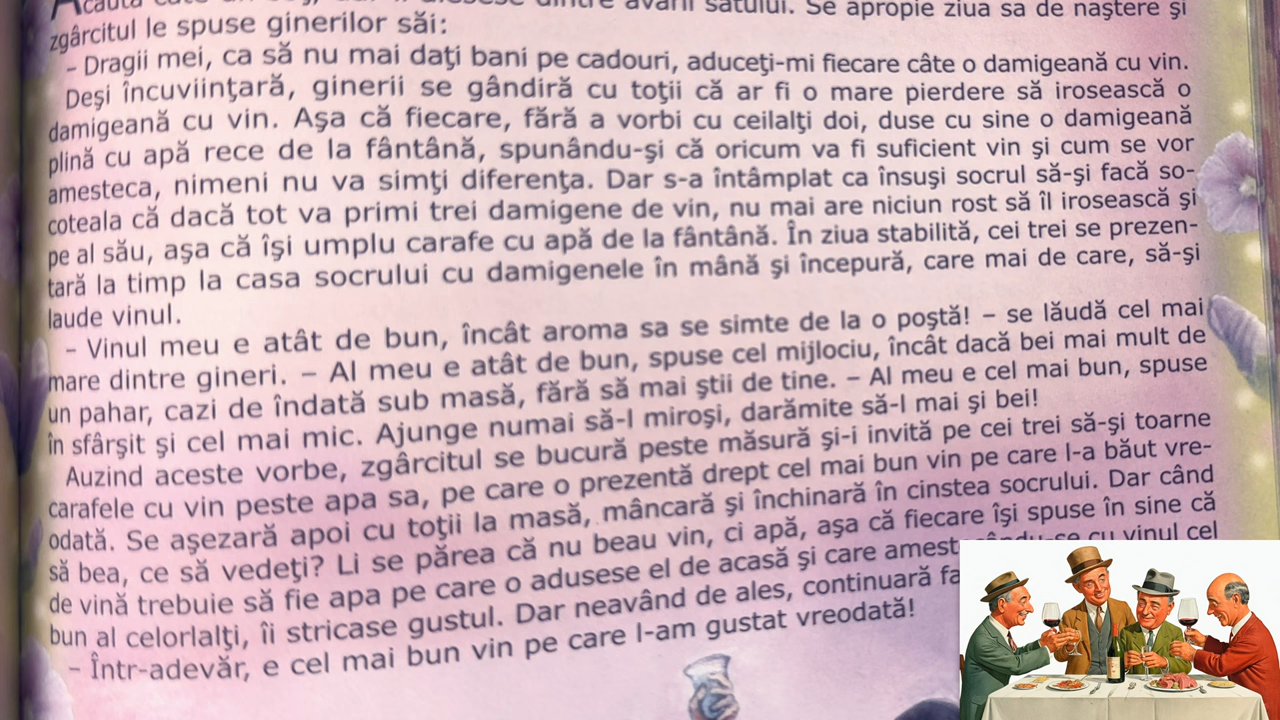 săi. Se apropie ziua sa de naştere şi
zgârcitul le spuse ginerilor săi:
– Dragii mei, ca să nu mai daţi bani pe cadouri, aduceţi-mi fiecare câte o damigeană cu vin.
Deşi încuviinţară, ginerii se gândiră cu toţii că ar fi o mare pierdere să irosească o
damigeană cu vin. Aşa că fiecare, fără a vorbi cu ceilalţi doi, duse cu sine o damigeană
plină cu apă rece de la fântână, spunându-şi că oricum va fi suficient vin şi cum se vor
amesteca, nimeni nu va simţi diferenţa. Dar s-a întâmplat ca însuşi socrul să-şi facă so-
coteala că dacă tot va primi trei damigene de vin, nu mai are niciun rost să îl irosească şi
pe al său, aşa că îşi umplu carafe cu apă de la fântână. În ziua stabilită, cei trei se prezen-
tară la timp la casa socrului cu damigenele în mână şi începură, care mai de care, să-şi
laude vinul.
– Vinul meu e atât de bun, încât aroma sa se simte de la o poştă! – se lăudă cel mai
mare dintre gineri. – Al meu e atât de bun, spuse cel mijlociu, încât dacă bei mai mult de
un pahar, cazi de îndată sub masă, fără să mai ştii de tine. – Al meu e cel mai bun, spuse
în sfârşit şi cel mai mic. Ajunge numai să-l miroşi, darămite să-l mai şi bei!
Auzind aceste vorbe, zgârcitul se bucură peste măsură şi-i invită pe cei trei să-şi toarne
carafele cu vin peste apa sa, pe care o prezentă drept cel mai bun vin pe care l-a băut vre-
odată. Se aşezară apoi cu toţii la masă, mâncară şi închinară în cinstea socrului. Dar când
să bea, ce să vedeţi? Li se părea că nu beau vin, ci apă, aşa că fiecare îşi spuse în sine că
de vină trebuie să fie apa pe care o adusese el de acasă şi care cu vinul cel
bun al celorlalţi, îi stricase gustul. Dar neavând de ales, continuară
– Într-adevăr, e cel mai bun vin pe care l-am gustat vreodată!